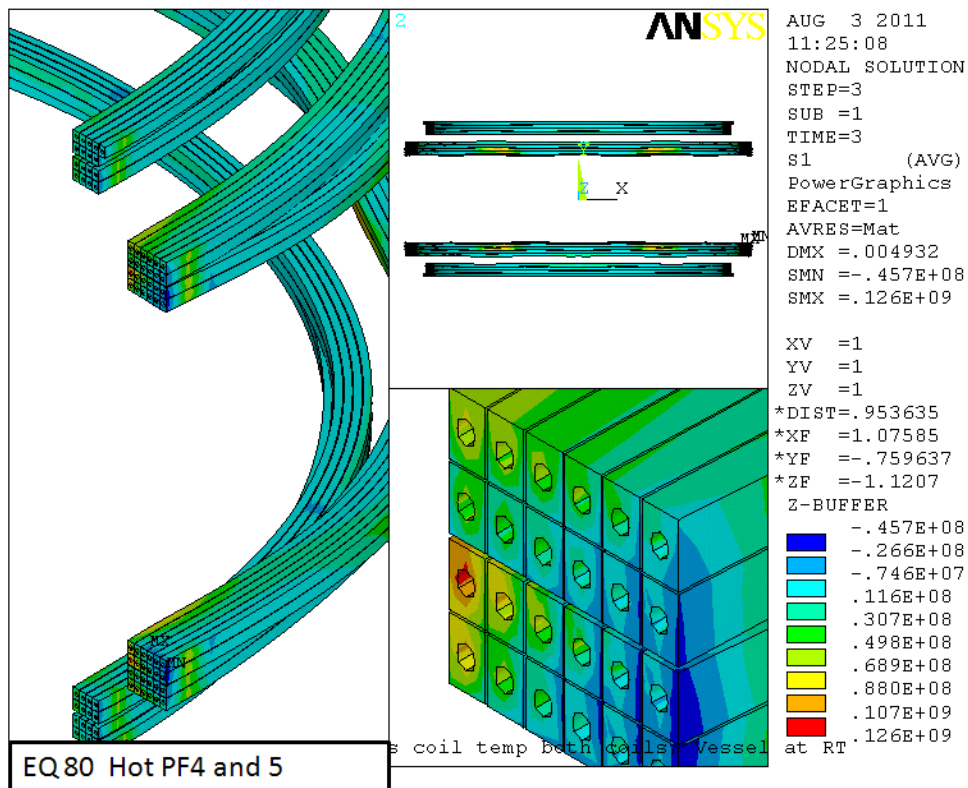 2
ANSYS
Y
Z X
MX MN
AUG 3 2011
11:25:08
NODAL SOLUTION
STEP=3
SUB =1
TIME=3
S1 (AVG)
PowerGraphics
EFACET=1
AVRES=Mat
DMX =.004932
SMN =-.457E+08
SMX =.126E+09
XV =1
YV =1
ZV =1
*DIST=.953635
*XF =1.07585
*YF =-.759637
*ZF =-1.1207
Z-BUFFER
-.457E+08
-.266E+08
-.746E+07
.116E+08
.307E+08
.498E+08
.689E+08
.880E+08
.107E+09
.126E+09
MX
MN
s coil temp both coils, Vessel at RT
EQ 80 Hot PF4 and 5